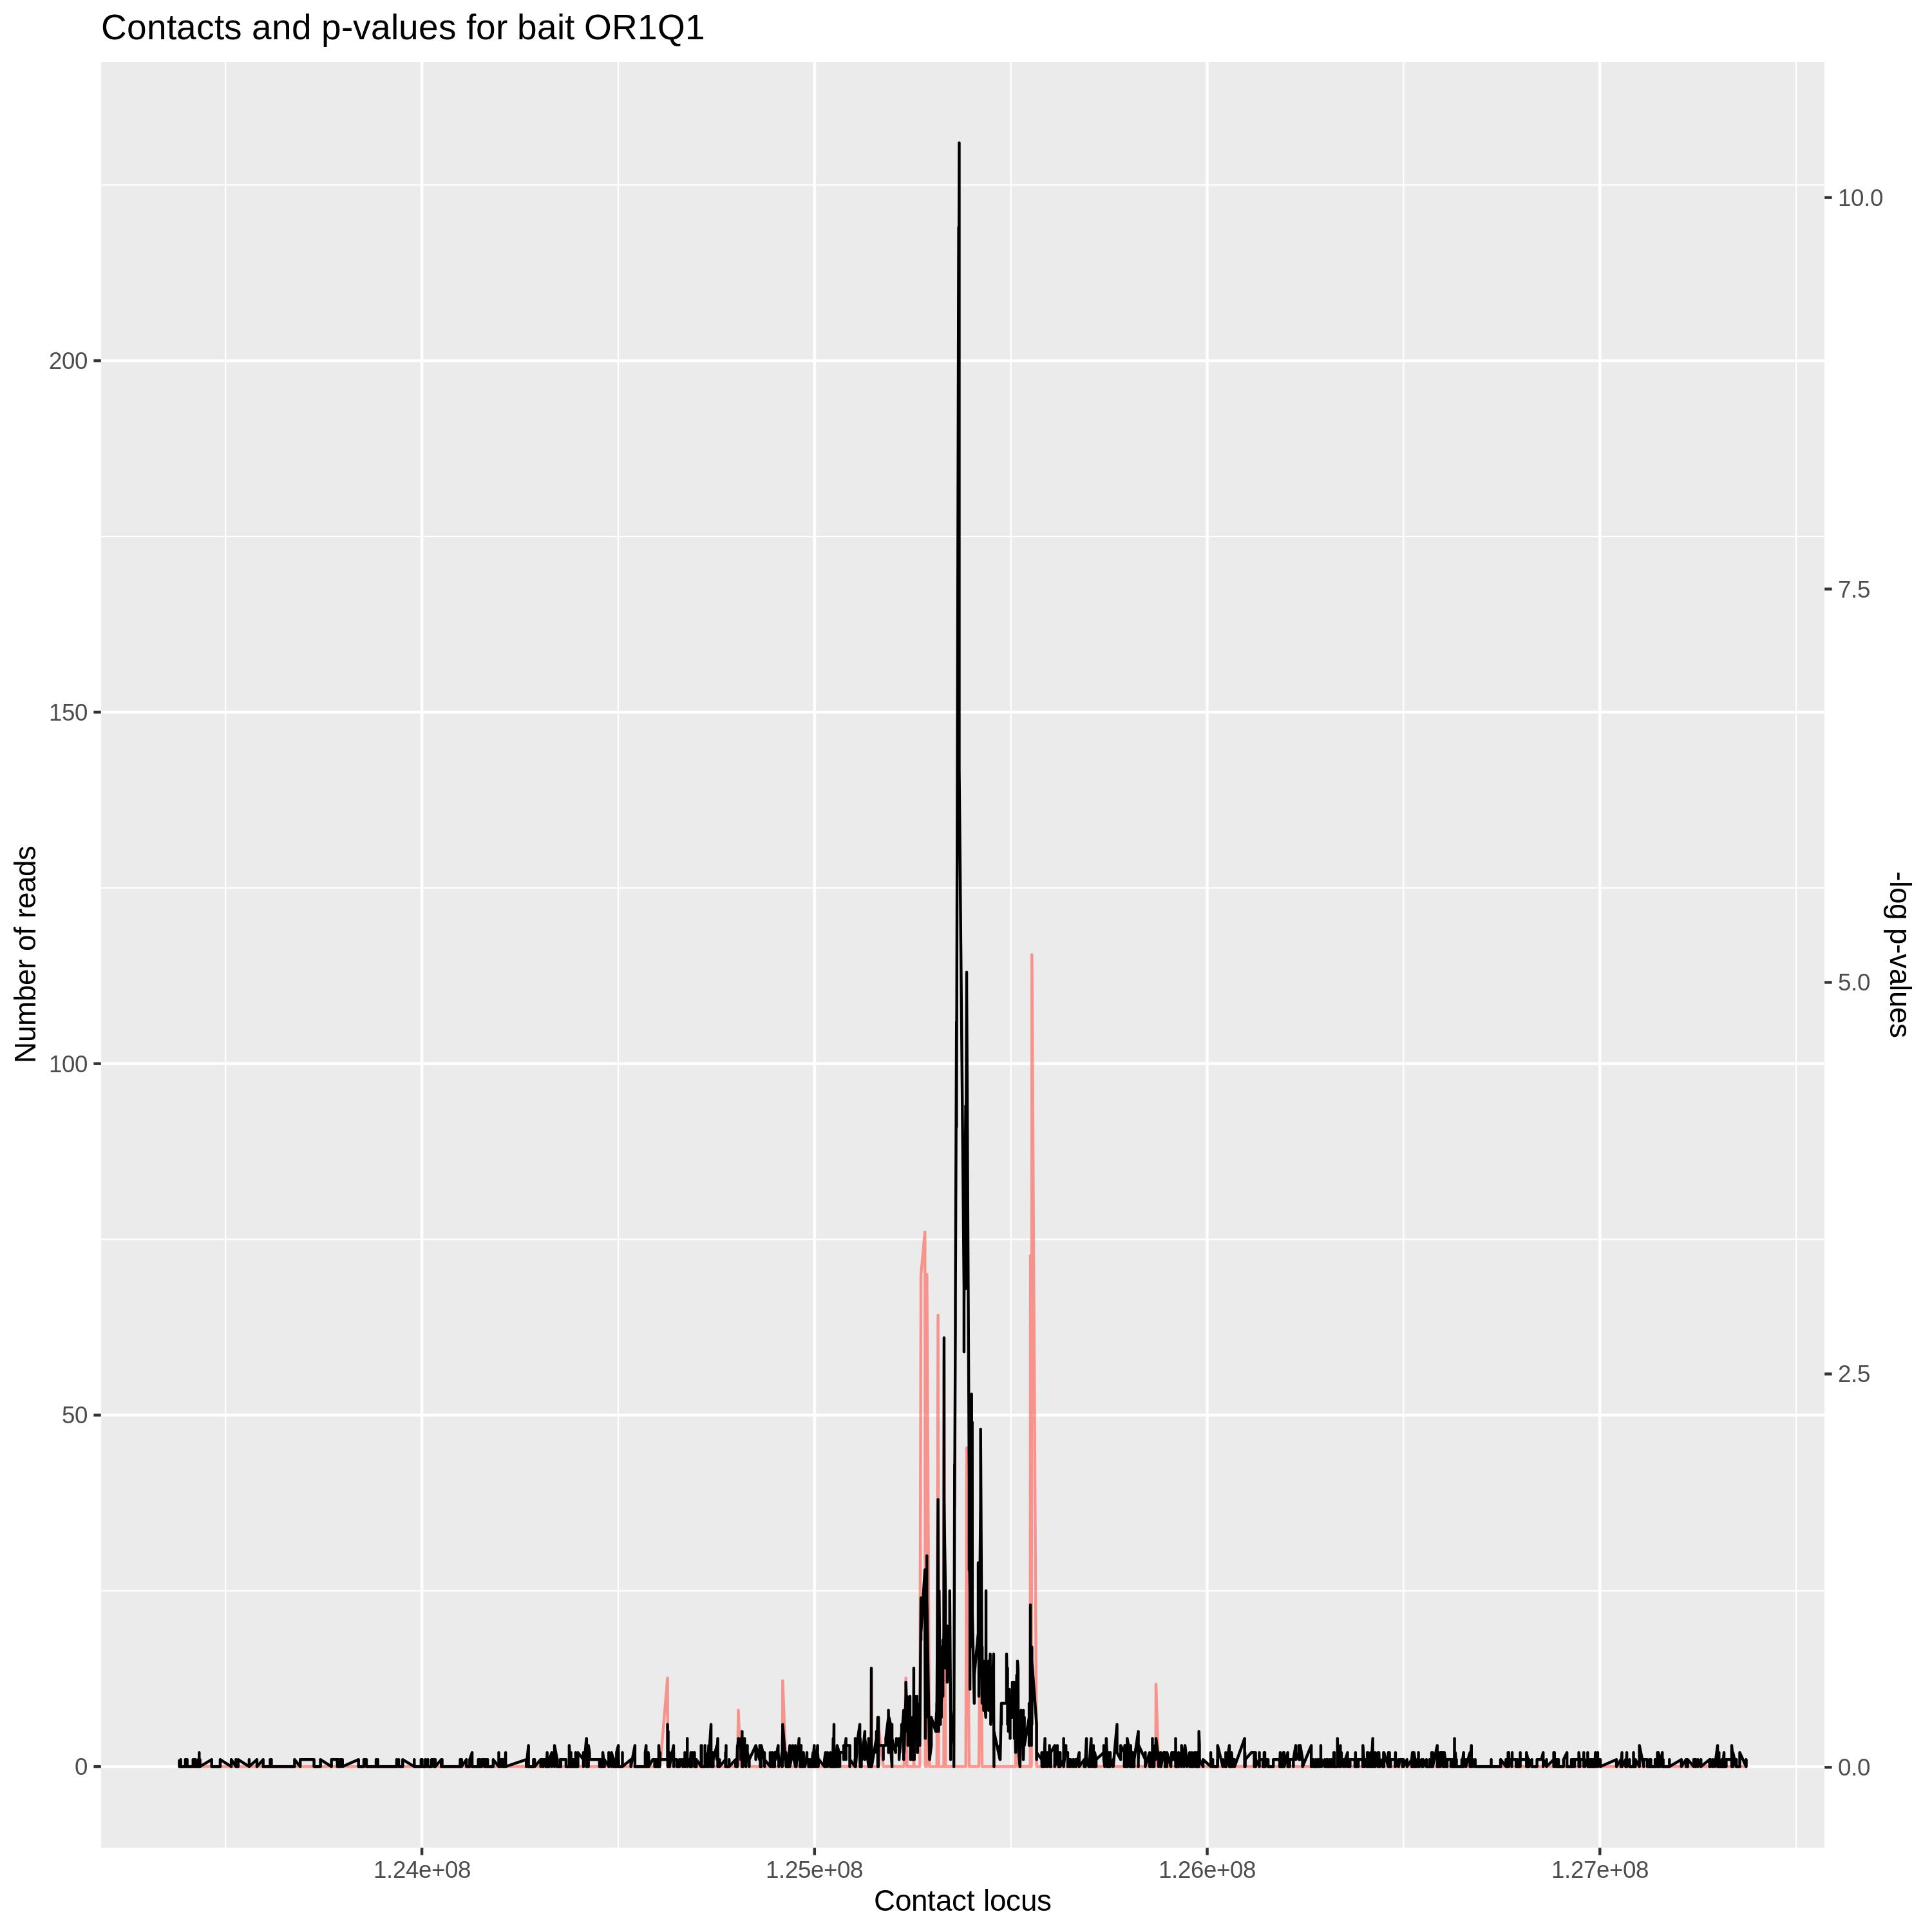 Contacts and p-values for bait OR1Q1
Number of reads
200
150
100
50
0
10.0
7.5
5.0
2.5
0.0
-log p-values
1.24e+08
1.25e+08
1.26e+08
1.27e+08
Contact locus